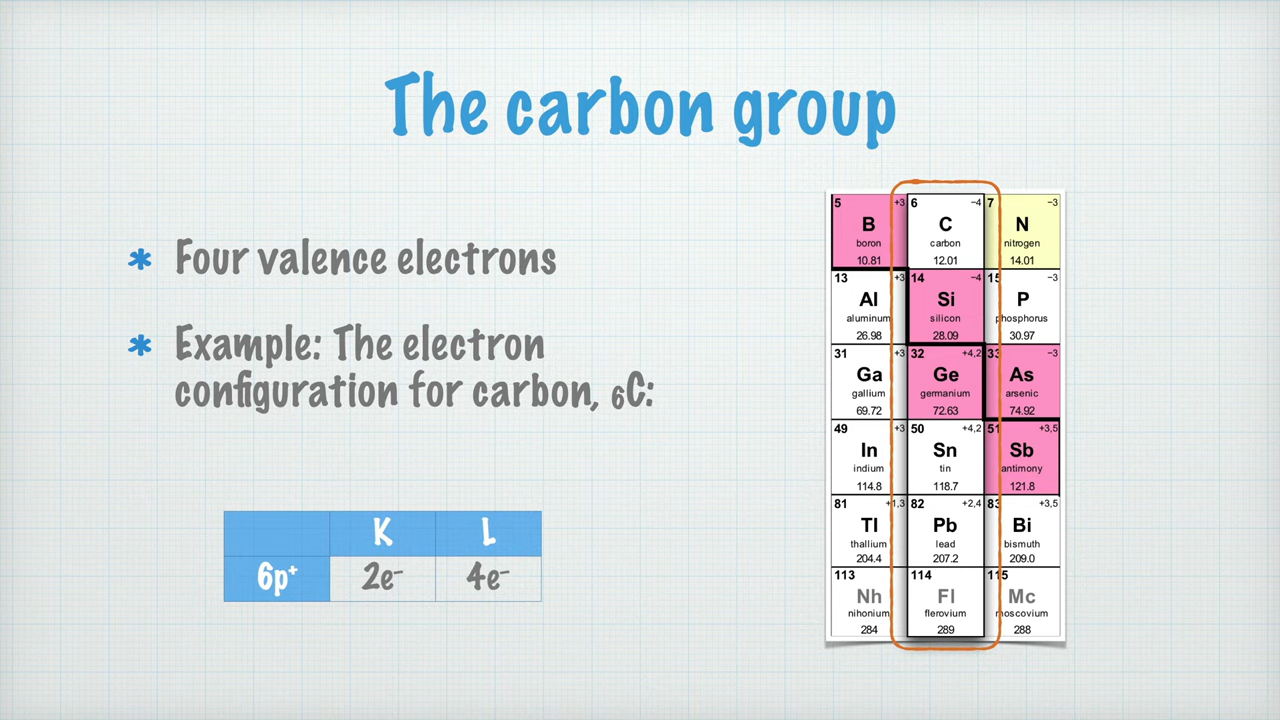 The carbon group
* Four valence electrons
* Example: The electron
configuration for carbon, ₆C:
K L
6p⁺ 2e⁻ 4e⁻
5 +3 6 −4 7 −3
B C N
boron carbon nitrogen
10.81 12.01 14.01
13 +3 14 −4 15 −3
Al Si P
aluminum silicon phosphorus
26.98 28.09 30.97
31 +3 32 +4,2 33 −3
Ga Ge As
gallium germanium arsenic
69.72 72.63 74.92
49 +3 50 +4,2 51 +3,5
In Sn Sb
indium tin antimony
114.8 118.7 121.8
81 +1,3 82 +2,4 83 +3,5
Tl Pb Bi
thallium lead bismuth
204.4 207.2 209.0
113 114 115
Nh Fl Mc
nihonium flerovium moscovium
284 289 288